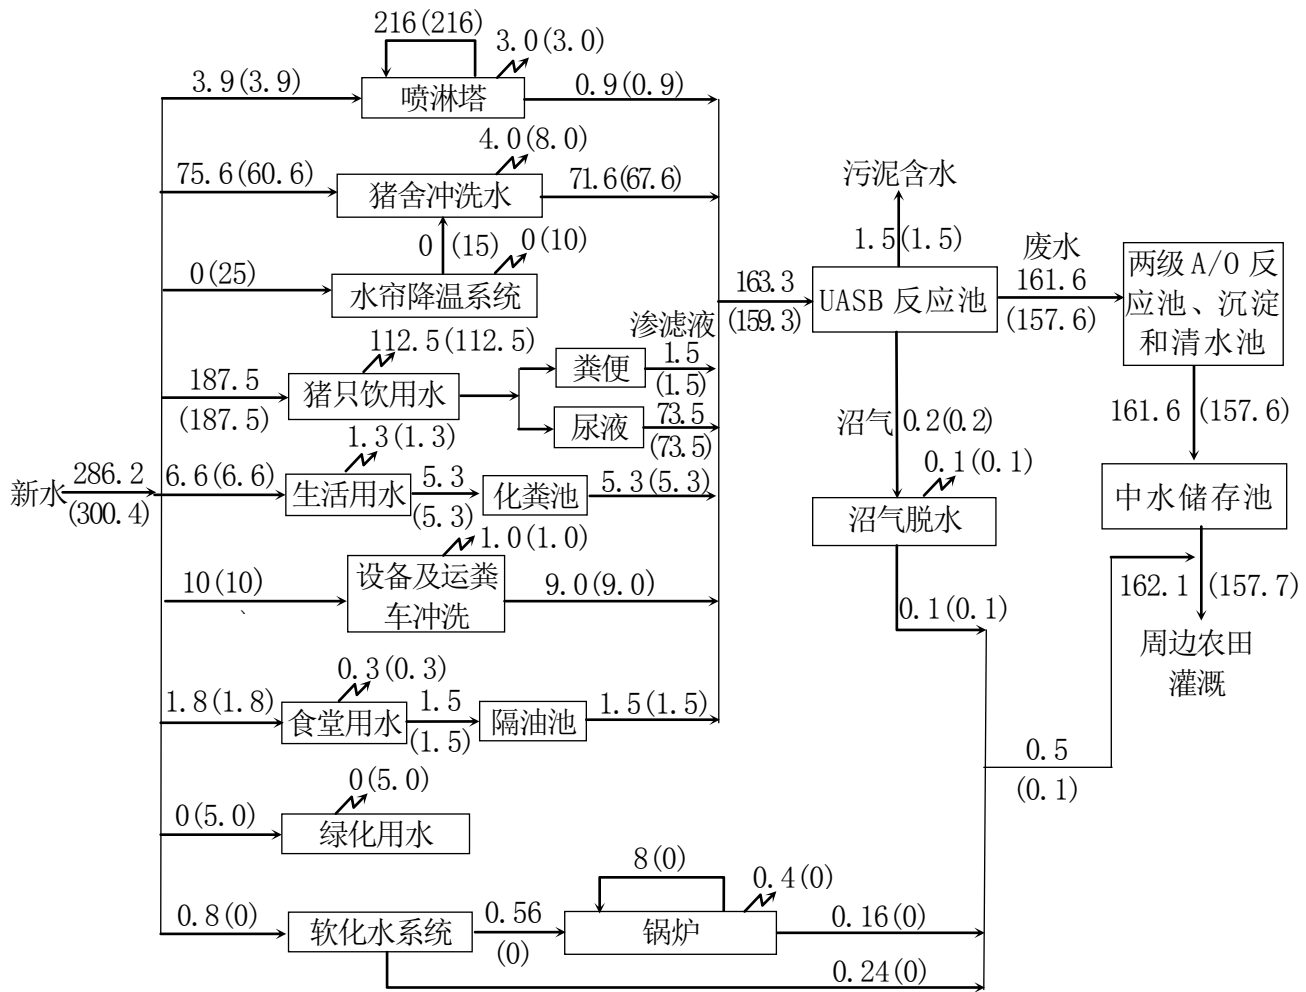 216(216)
3.0(3.0)
3.9(3.9)
喷淋塔
0.9(0.9)
4.0(8.0)
75.6(60.6)
猪舍冲洗水
71.6(67.6)
污泥含水
0 (15)
0(10)
1.5(1.5)
废水
0(25)
水帘降温系统
163.3
(159.3)
UASB 反应池
161.6
(157.6)
两级 A/O 反
应池、沉淀
和清水池
112.5(112.5)
渗滤液
187.5
(187.5)
猪只饮用水
粪便
1.5
(1.5)
尿液
73.5
(73.5)
161.6 (157.6)
沼气 0.2(0.2)
1.3(1.3)
0.1(0.1)
新水
286.2
(300.4)
6.6(6.6)
生活用水
5.3
(5.3)
化粪池
5.3(5.3)
沼气脱水
中水储存池
1.0(1.0)
10(10)
、
设备及运粪
车冲洗
9.0(9.0)
0.1(0.1)
162.1 (157.7)
周边农田
灌溉
0.3(0.3)
1.8(1.8)
食堂用水
1.5
(1.5)
隔油池
1.5(1.5)
0.5
(0.1)
0(5.0)
0(5.0)
绿化用水
8(0)
0.4(0)
0.8(0)
软化水系统
0.56
(0)
锅炉
0.16(0)
0.24(0)